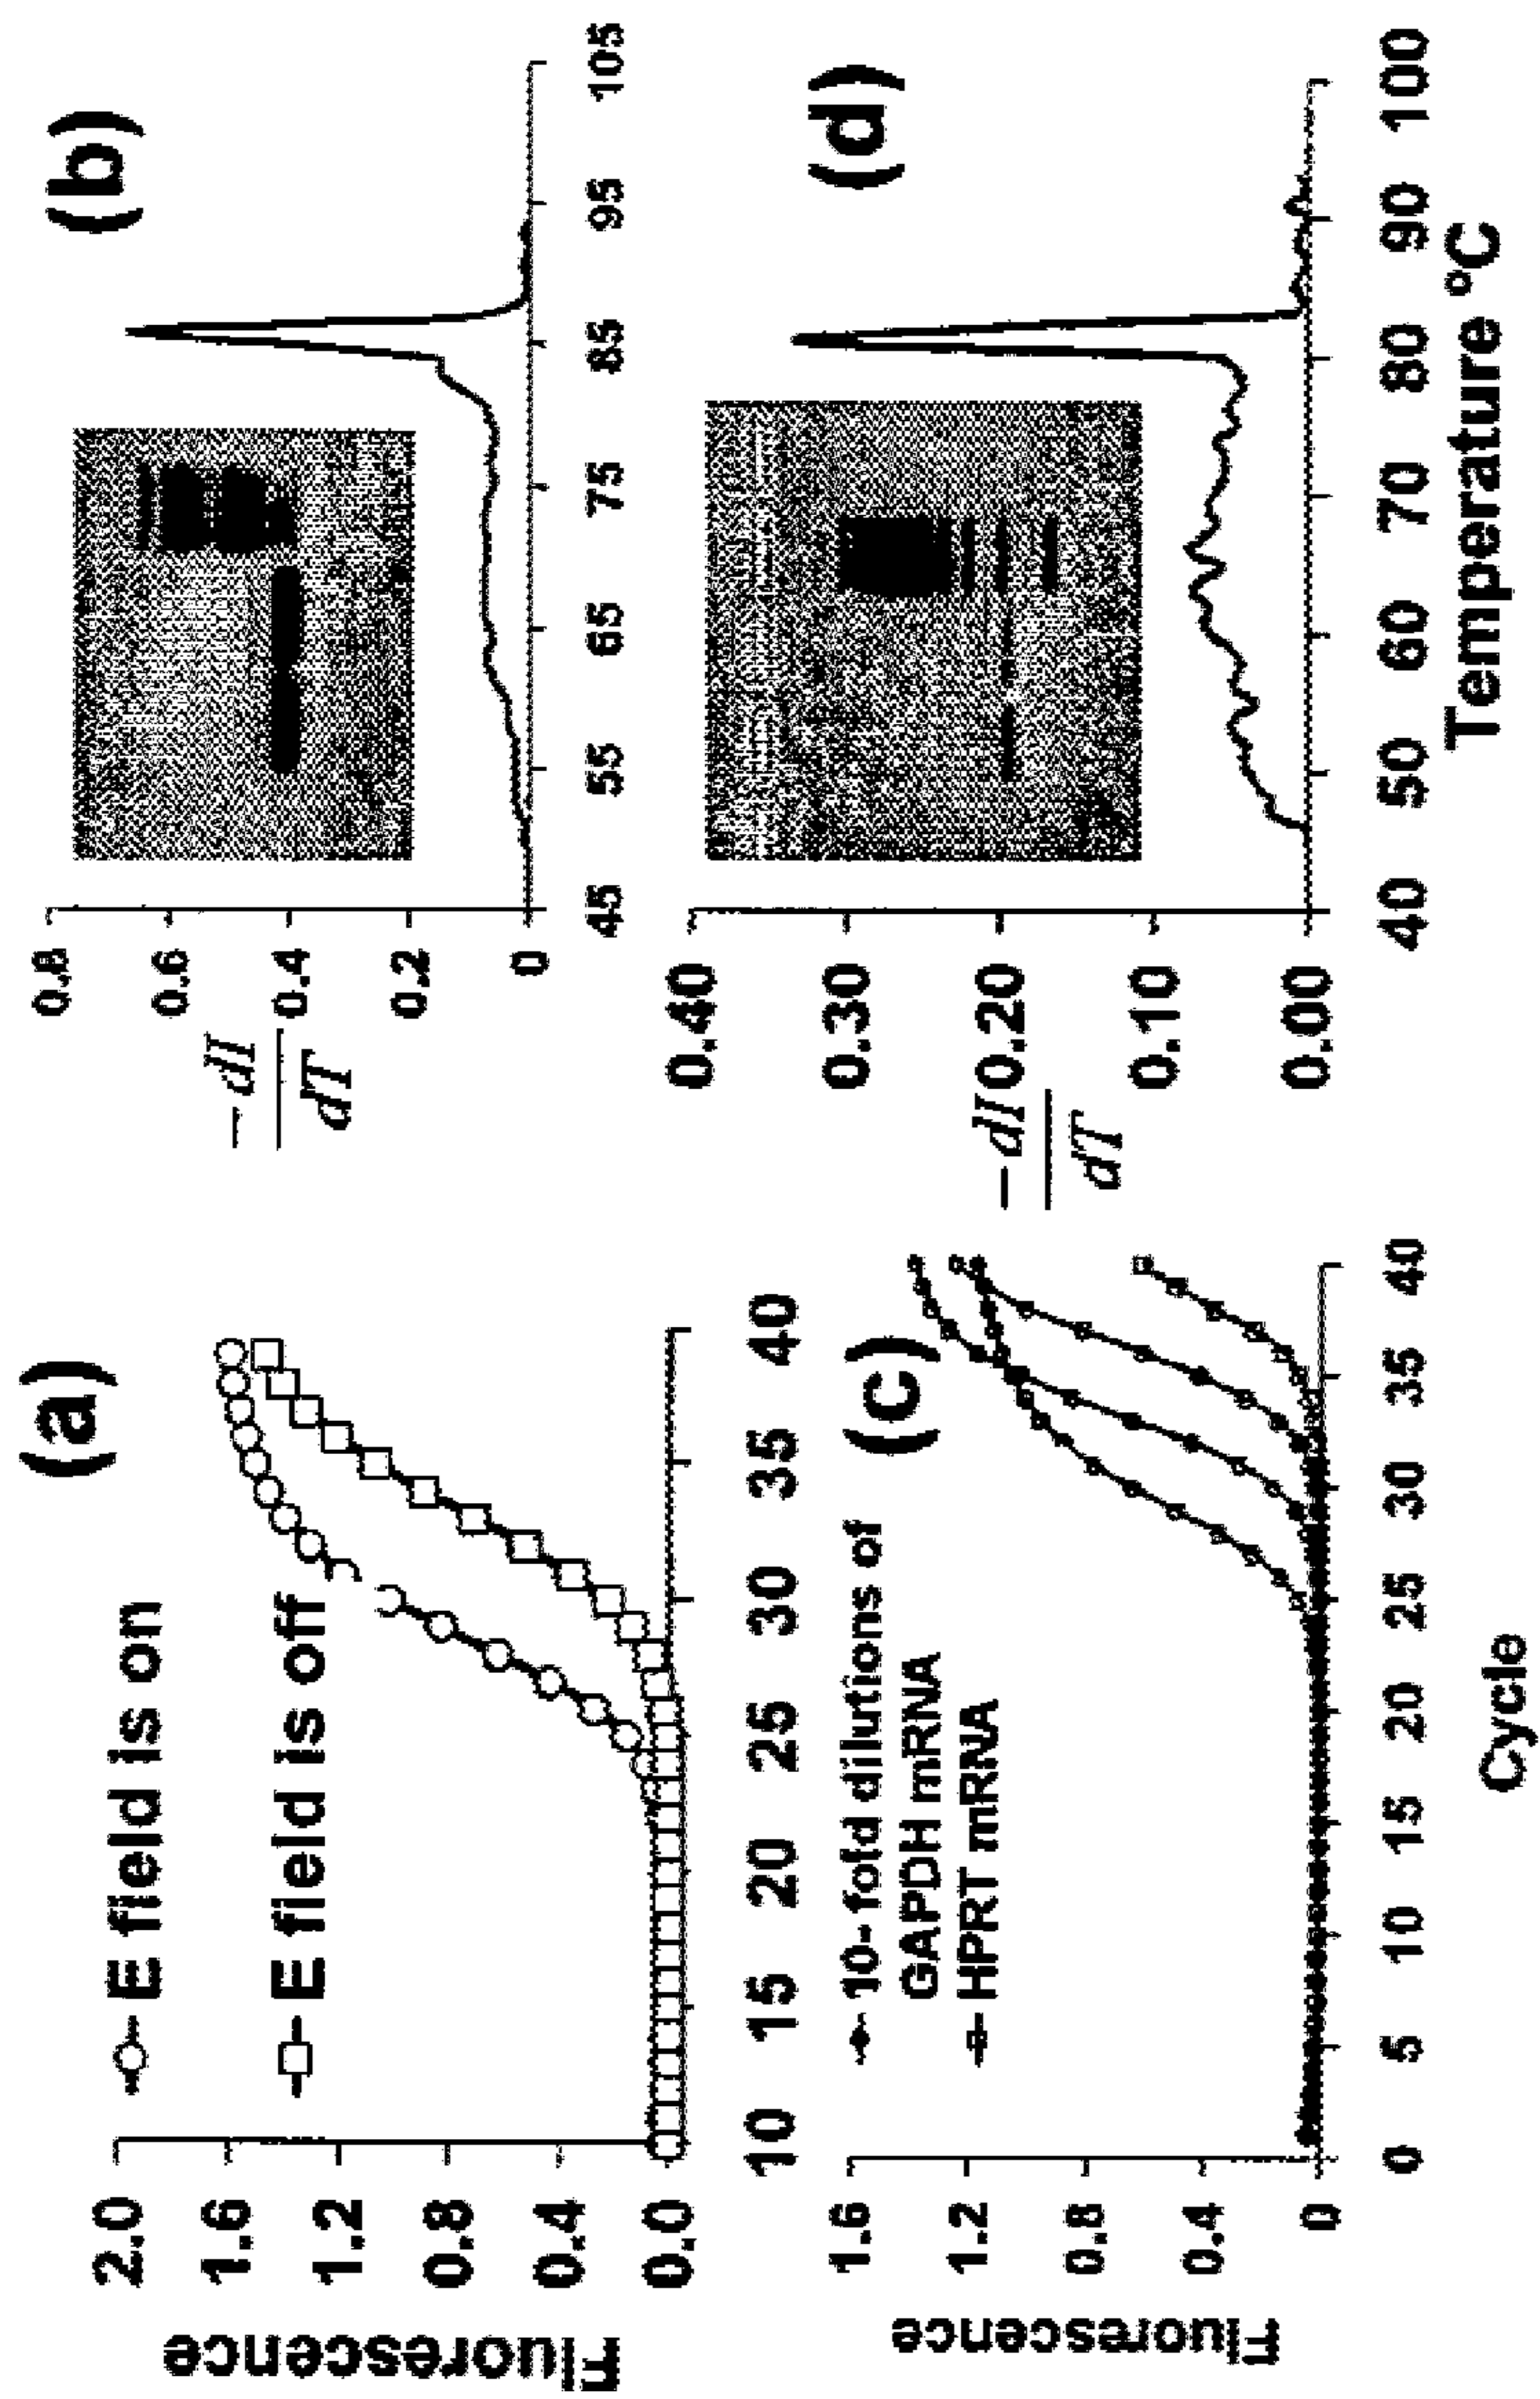 (a)
Fluorescence
2.0
1.6
1.2
0.8
0.4
0.0
E field is on
E field is off
10 15 20 25 30 35 40
(b)
−dI
dT
0.8
0.6
0.4
0.2
0
45 55 65 75 85 95 105
(c)
Fluorescence
1.6
1.2
0.8
0.4
0
10-fold dilutions of
GAPDH mRNA
HPRT mRNA
0 5 10 15 20 25 30 35 40
Cycle
(d)
−dI
dT
0.40
0.30
0.20
0.10
0.00
40 50 60 70 80 90 100
Temperature °C